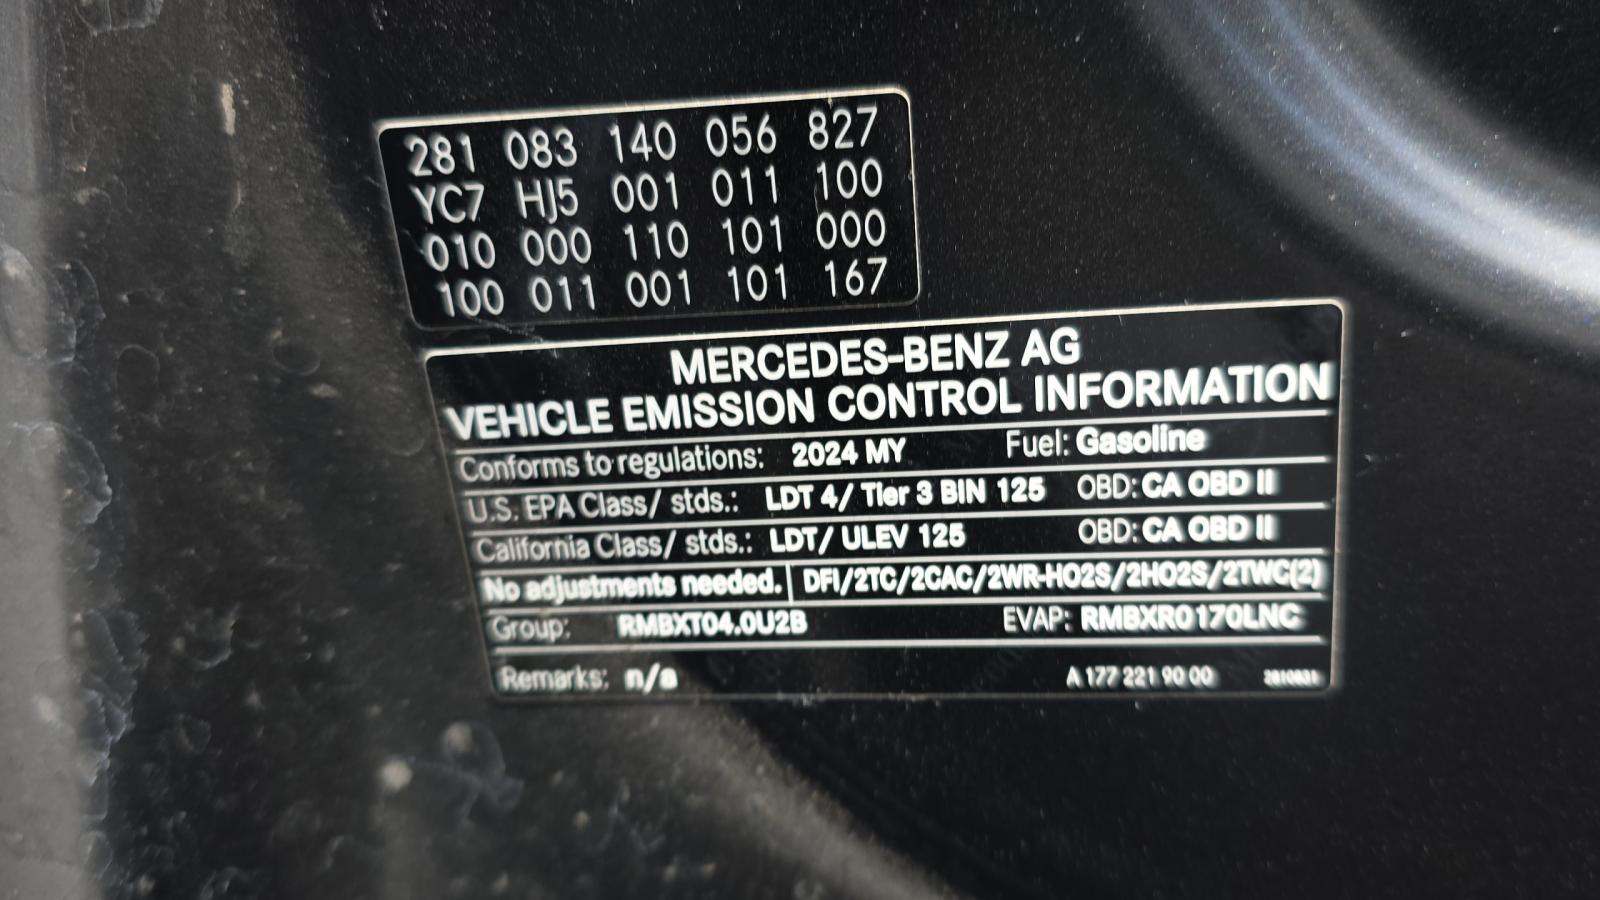 281 083 140 056 827
YC7 HJ5 001 011 100
010 000 110 101 000
100 011 001 101 167
MERCEDES-BENZ AG
VEHICLE EMISSION CONTROL INFORMATION
Conforms to regulations: 2024 MY Fuel: Gasoline
U.S. EPA Class/ stds.: LDT 4/ Tier 3 BIN 125 OBD: CA OBD II
California Class/ stds.: LDT/ ULEV 125 OBD: CA OBD II
No adjustments needed. DFI/2TC/2CAC/2WR-HO2S/2HO2S/2TWC(2)
Group: RMBXT04.0U2B EVAP: RMBXR0170LNC
Remarks: n/a A 177 221 90 00